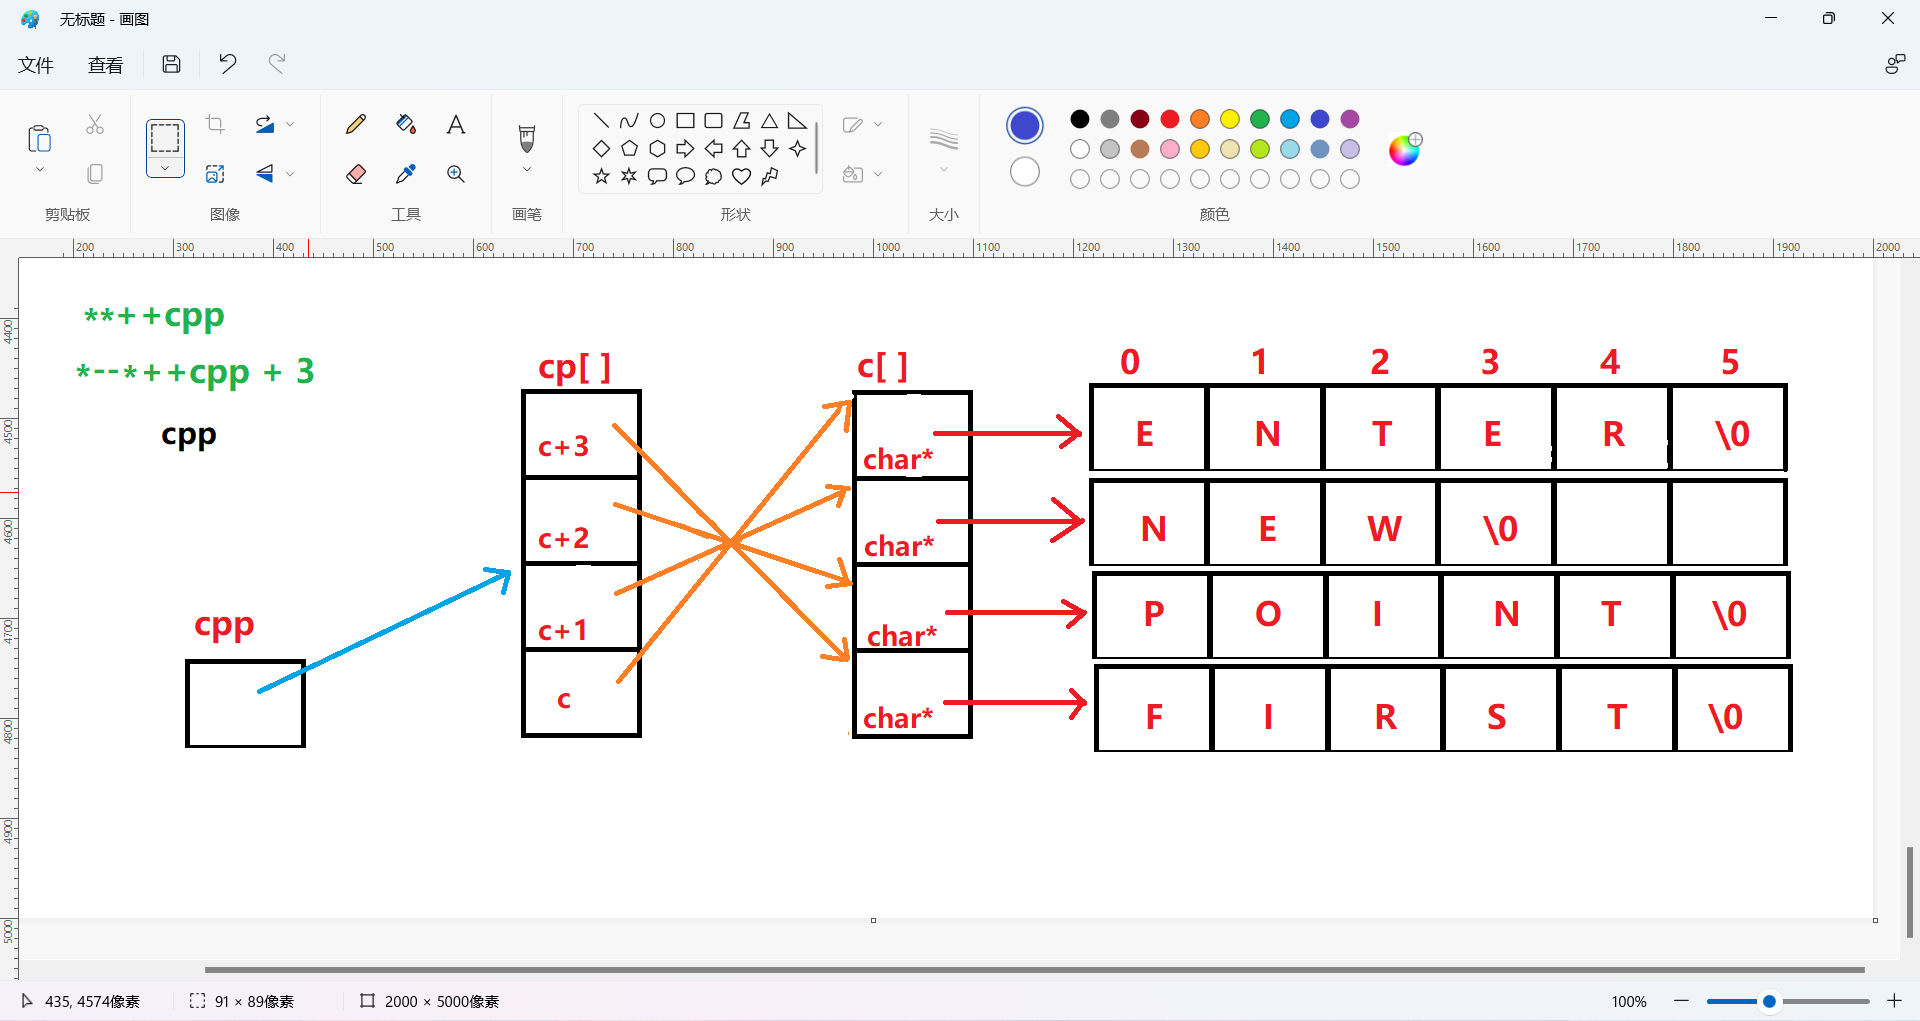 无标题 - 画图
文件 查看
剪贴板 图像 工具 画笔 形状 大小 颜色
200 300 400 500 600 700 800 900 1000 1100 1200 1300 1400 1500 1600 1700 1800 1900 2000
4400
4500
4600
4700
4800
4900
5000
**++cpp
*--*++cpp + 3
cpp
cpp
cp[ ]
c+3
c+2
c+1
c
c[ ]
char*
char*
char*
char*
0 1 2 3 4 5
E N T E R \0
N E W \0
P O I N T \0
F I R S T \0
435, 4574像素 91 × 89像素 2000 × 5000像素 100%